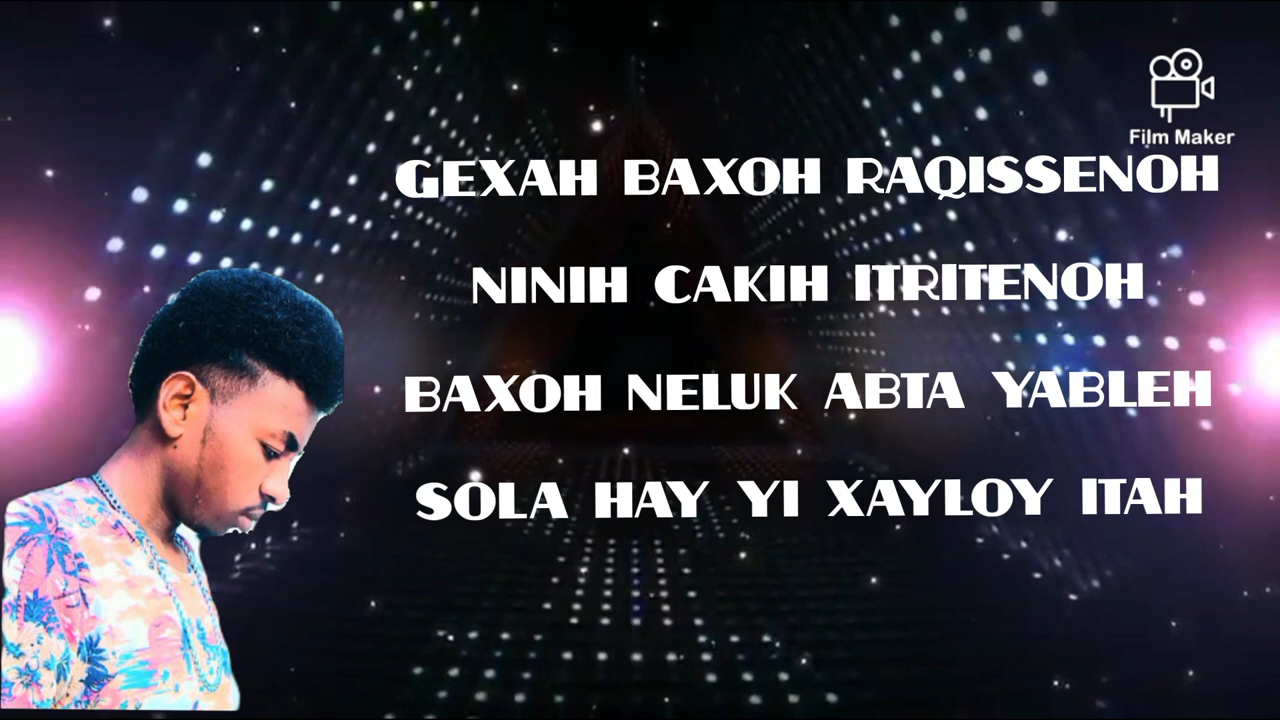 Film Maker
GEXAH BAXOH RAQISSENOH
NINIH CAKIH ITRITENOH
BAXOH NELUK ABTA YABLEH
SOLA HAY YI XAYLOY ITAH